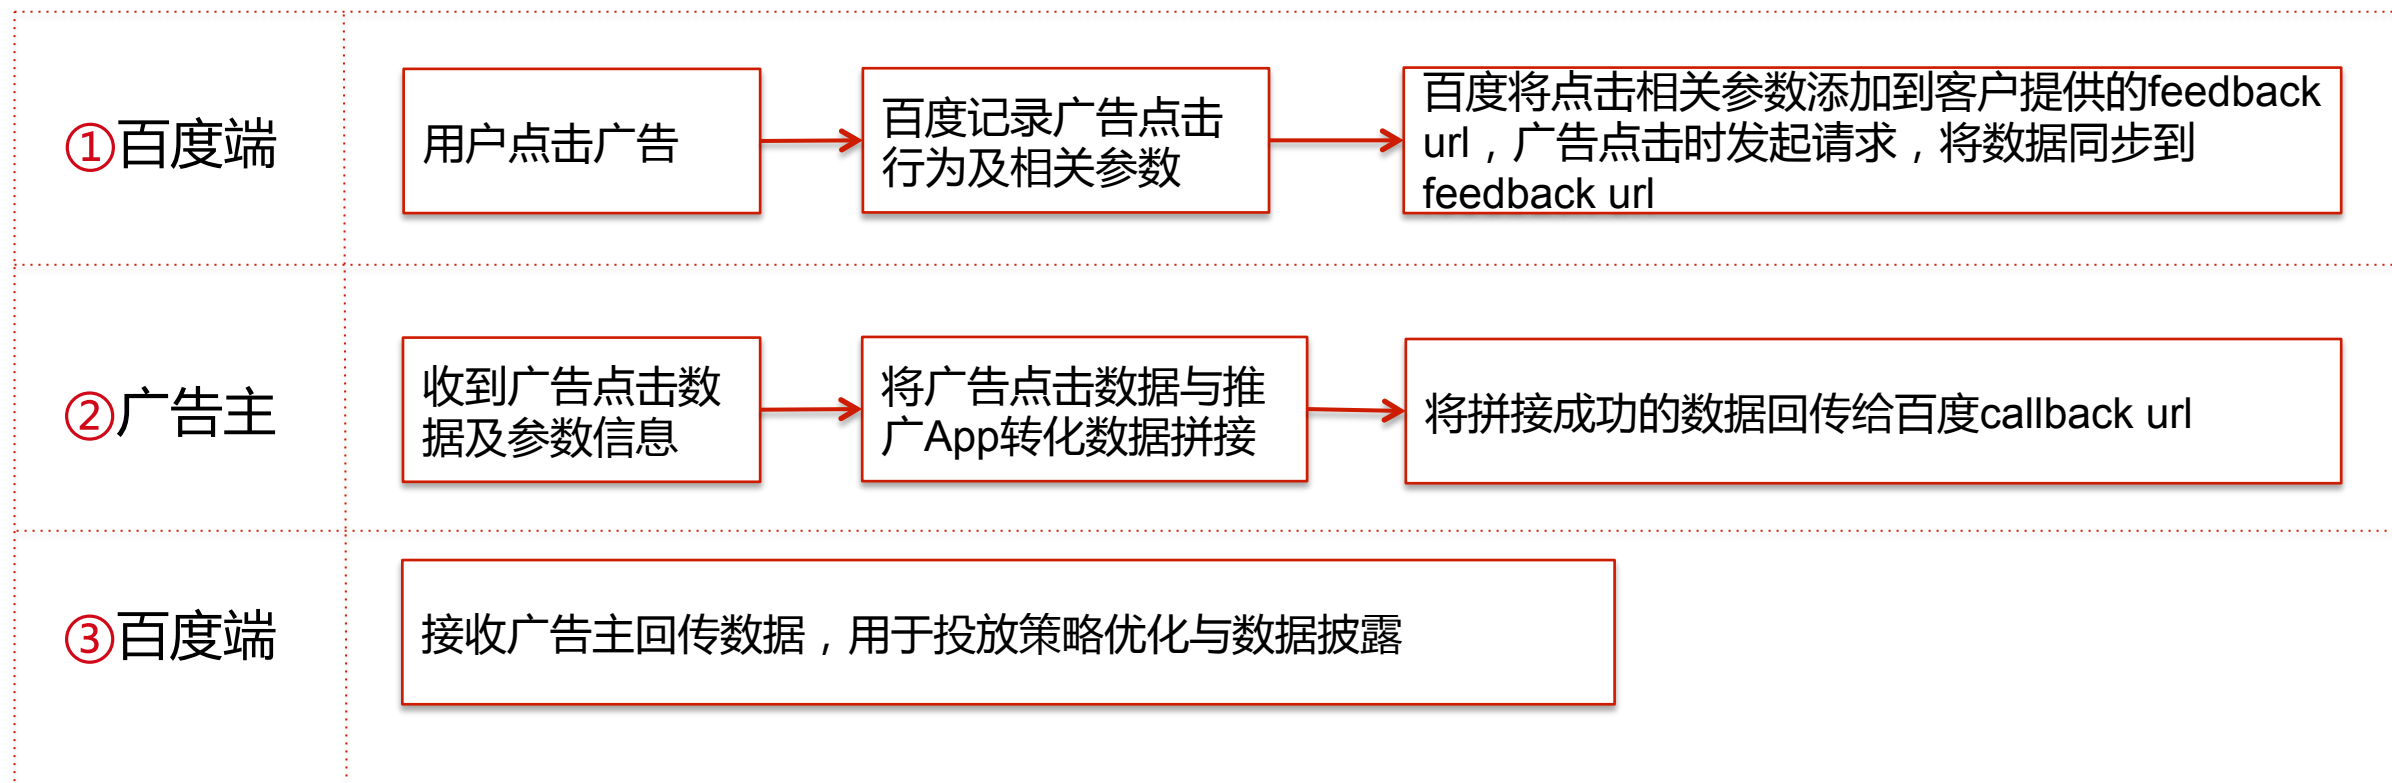 ①百度端
用户点击广告
百度记录广告点击
行为及相关参数
百度将点击相关参数添加到客户提供的feedback
url，广告点击时发起请求，将数据同步到
feedback url
②广告主
收到广告点击数
据及参数信息
将广告点击数据与推
广App转化数据拼接
将拼接成功的数据回传给百度callback url
③百度端
接收广告主回传数据，用于投放策略优化与数据披露